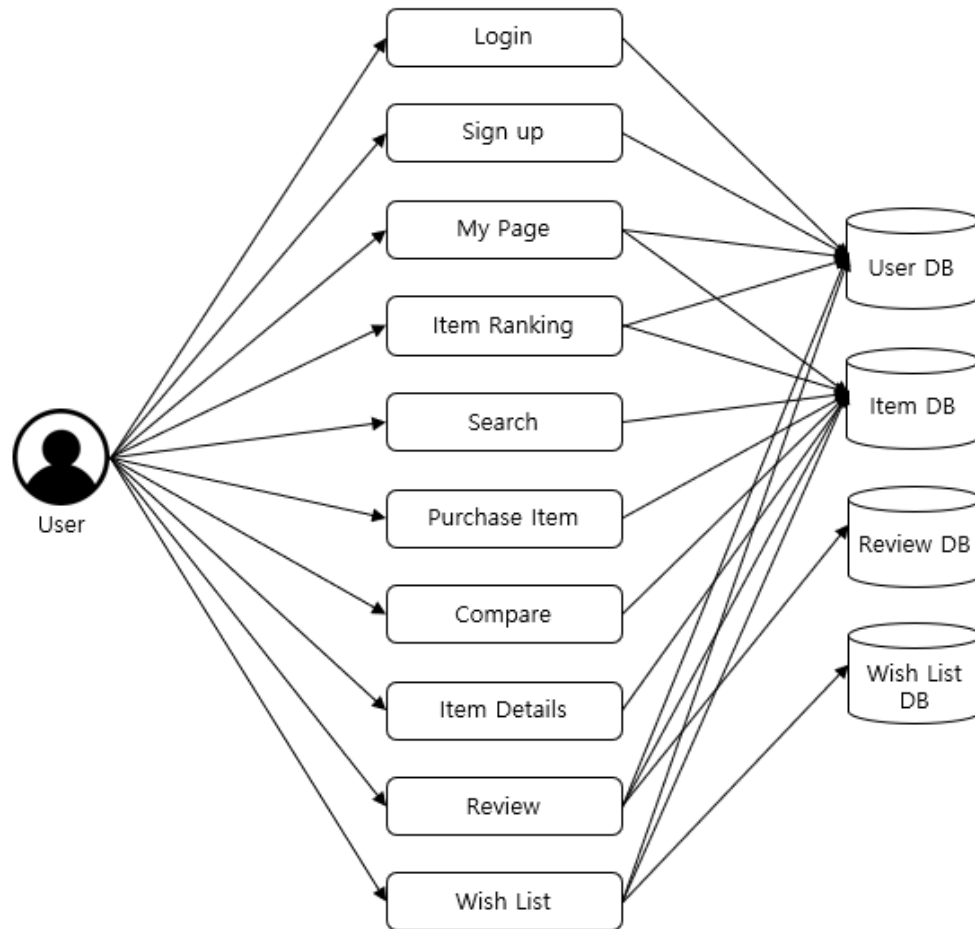 Login
Sign up
My Page
Item Ranking
Search
Purchase Item
Compare
Item Details
Review
Wish List
User
User DB
Item DB
Review DB
Wish List
DB